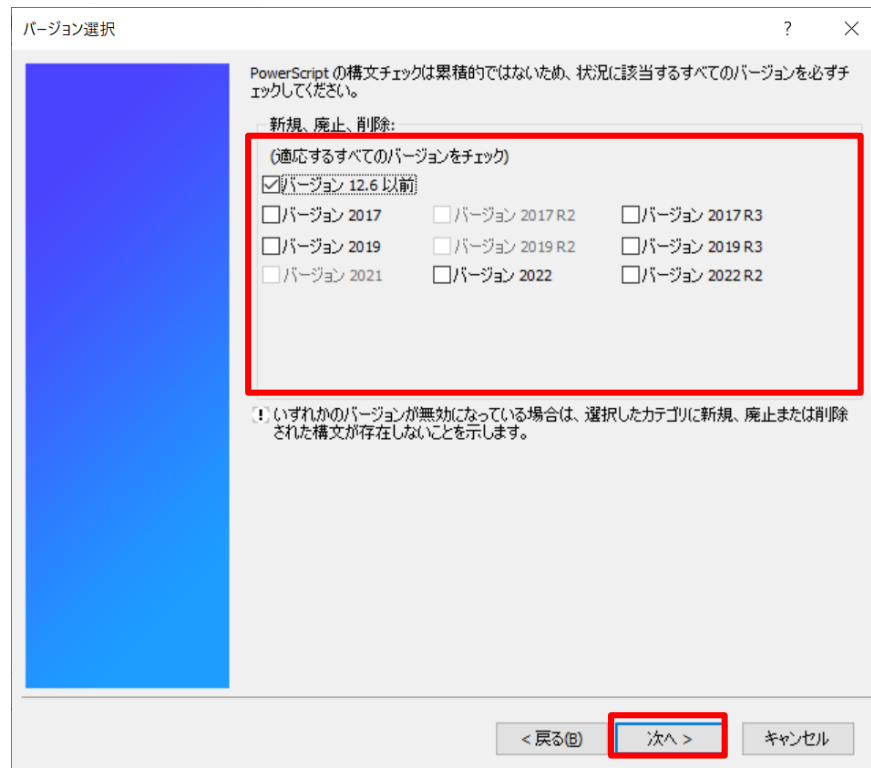 バージョン選択
?
PowerScript の構文チェックは累積的ではないため、状況に該当するすべてのバージョンを必ずチ
ェックしてください。
新規、廃止、削除:
(適応するすべてのバージョンをチェック)
バージョン 12.6 以前
バージョン 2017 バージョン 2017 R2 バージョン 2017 R3
バージョン 2019 バージョン 2019 R2 バージョン 2019 R3
バージョン 2021 バージョン 2022 バージョン 2022 R2
! いずれかのバージョンが無効になっている場合は、選択したカテゴリに新規、廃止または削除
された構文が存在しないことを示します。
< 戻る(B) 次へ > キャンセル